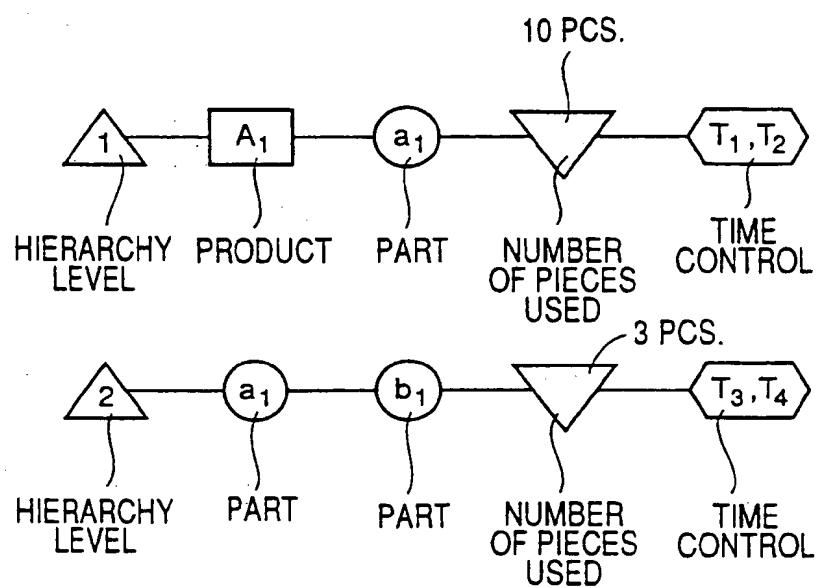 10 PCS.
1
A1
a1
T1, T2
HIERARCHY
LEVEL
PRODUCT
PART
NUMBER
OF PIECES
USED
TIME
CONTROL
3 PCS.
2
a1
b1
T3, T4
HIERARCHY
LEVEL
PART
PART
NUMBER
OF PIECES
USED
TIME
CONTROL